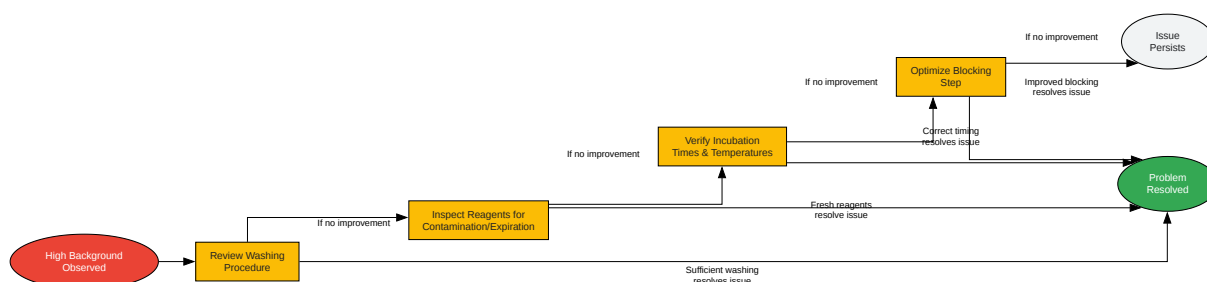 If no improvement
Issue
Persists
If no improvement
Optimize Blocking
Step
Improved blocking
resolves issue
If no improvement
Verify Incubation
Times & Temperatures
Correct timing
resolves issue
Problem
Resolved
If no improvement
Inspect Reagents for
Contamination/Expiration
Fresh reagents
resolve issue
High Background
Observed
Review Washing
Procedure
Sufficient washing
resolves issue